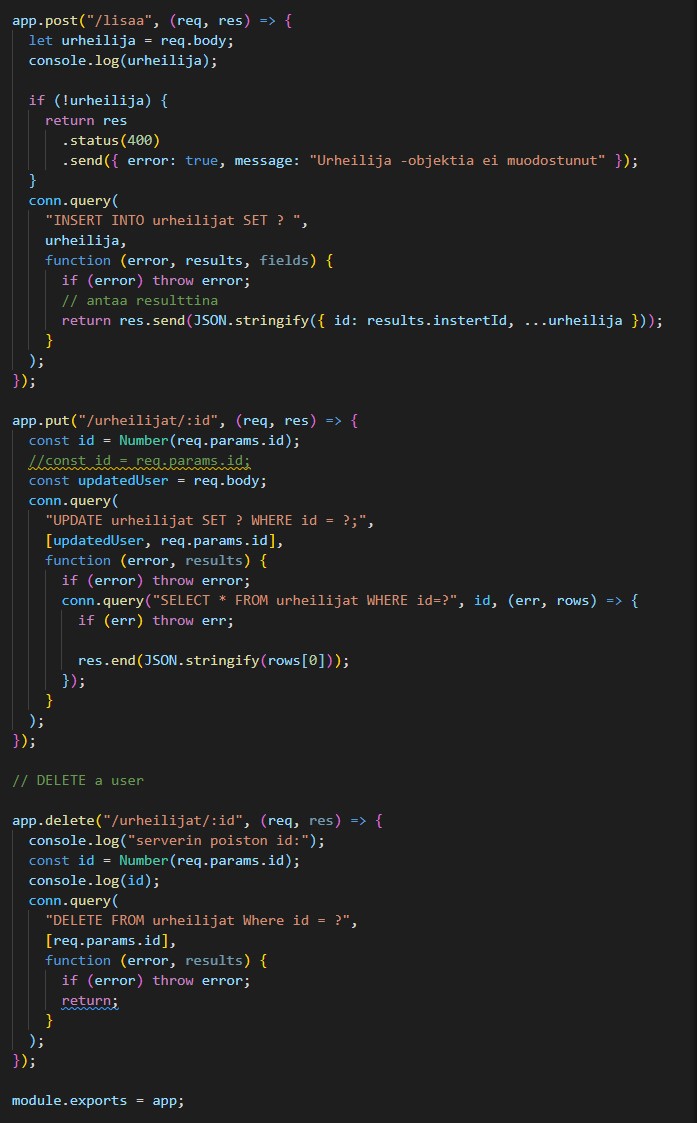 app.post("/lisaa", (req, res) => {
let urheilija = req.body;
console.log(urheilija);
if (!urheilija) {
return res
.status(400)
.send({ error: true, message: "Urheilija -objektia ei muodostunut" });
}
conn.query(
"INSERT INTO urheilijat SET ? ",
urheilija,
function (error, results, fields) {
if (error) throw error;
// antaa resulttina
return res.send(JSON.stringify({ id: results.instertId, ...urheilija }));
}
);
});
app.put("/urheilijat/:id", (req, res) => {
const id = Number(req.params.id);
//const id = req.params.id;
const updatedUser = req.body;
conn.query(
"UPDATE urheilijat SET ? WHERE id = ?;",
[updatedUser, req.params.id],
function (error, results) {
if (error) throw error;
conn.query("SELECT * FROM urheilijat WHERE id=?", id, (err, rows) => {
if (err) throw err;
res.end(JSON.stringify(rows[0]));
});
}
);
});
// DELETE a user
app.delete("/urheilijat/:id", (req, res) => {
console.log("serverin poiston id:");
const id = Number(req.params.id);
console.log(id);
conn.query(
"DELETE FROM urheilijat Where id = ?",
[req.params.id],
function (error, results) {
if (error) throw error;
return;
}
);
});
module.exports = app;